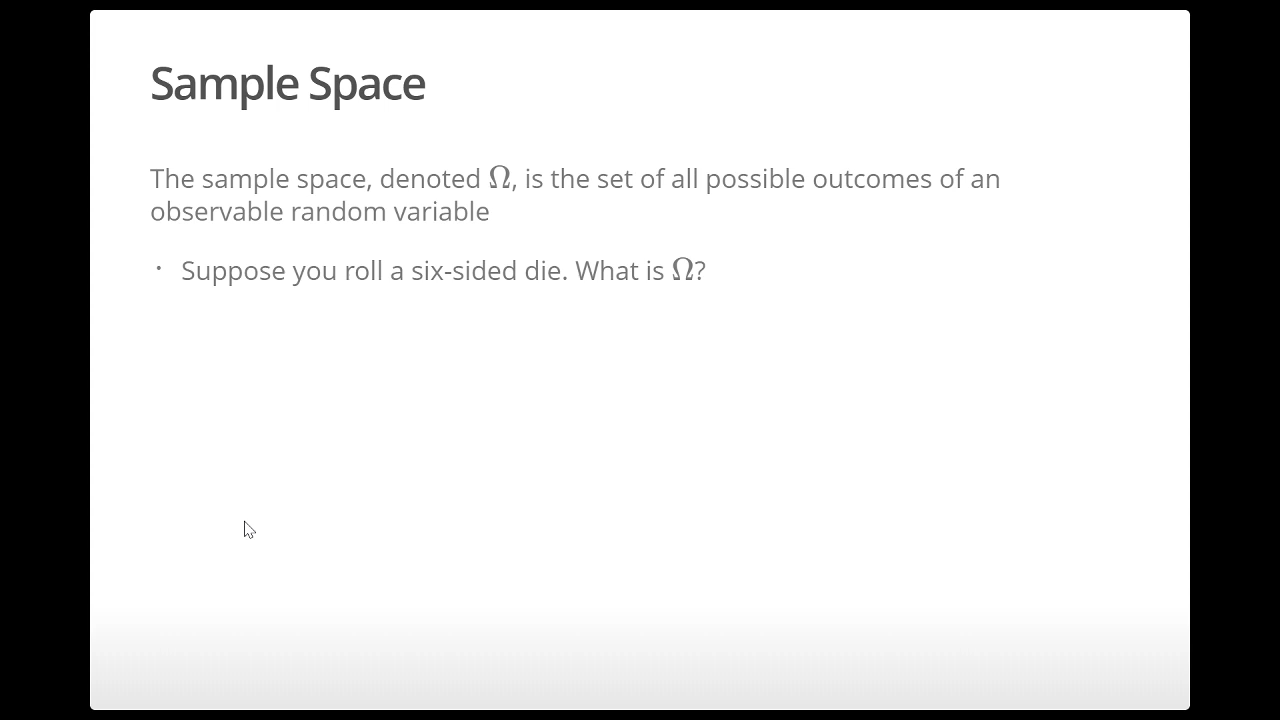 Sample Space
The sample space, denoted Ω, is the set of all possible outcomes of an
observable random variable
• Suppose you roll a six-sided die. What is Ω?